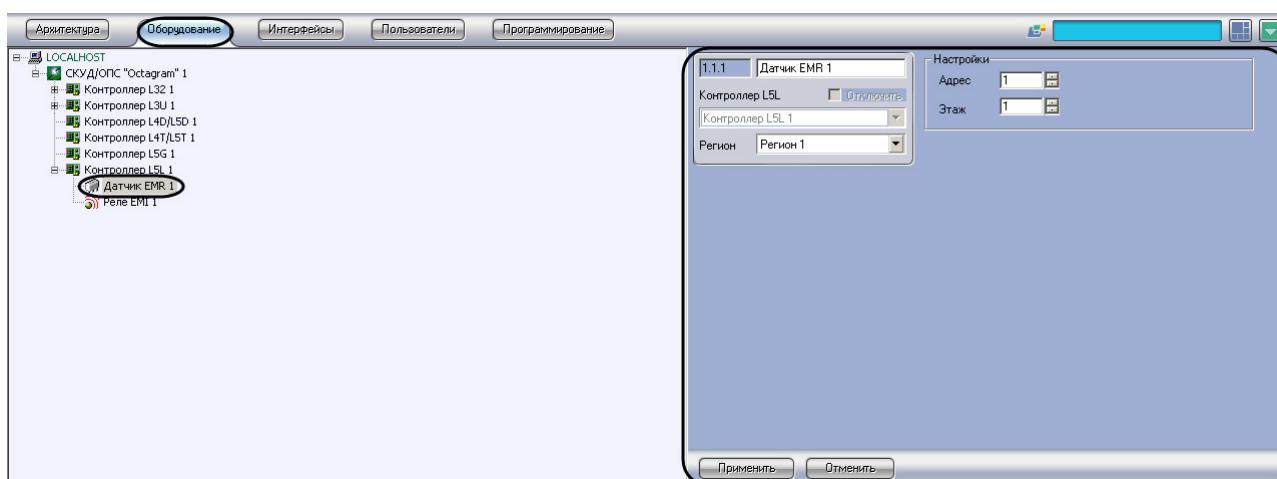 Архитектура Оборудование Интерфейсы Пользователи Программирование
LOCALHOST
СКУД/ОПС "Octagram" 1
Контроллер L32 1
Контроллер L3U 1
Контроллер L4D/L5D 1
Контроллер L4T/L5T 1
Контроллер L5G 1
Контроллер L5L 1
Датчик EMR 1
Реле EMI 1
1.1.1 Датчик EMR 1
Контроллер L5L Отключить
Контроллер L5L 1
Регион Регион 1
Настройки
Адрес 1
Этаж 1
Применить Отменить